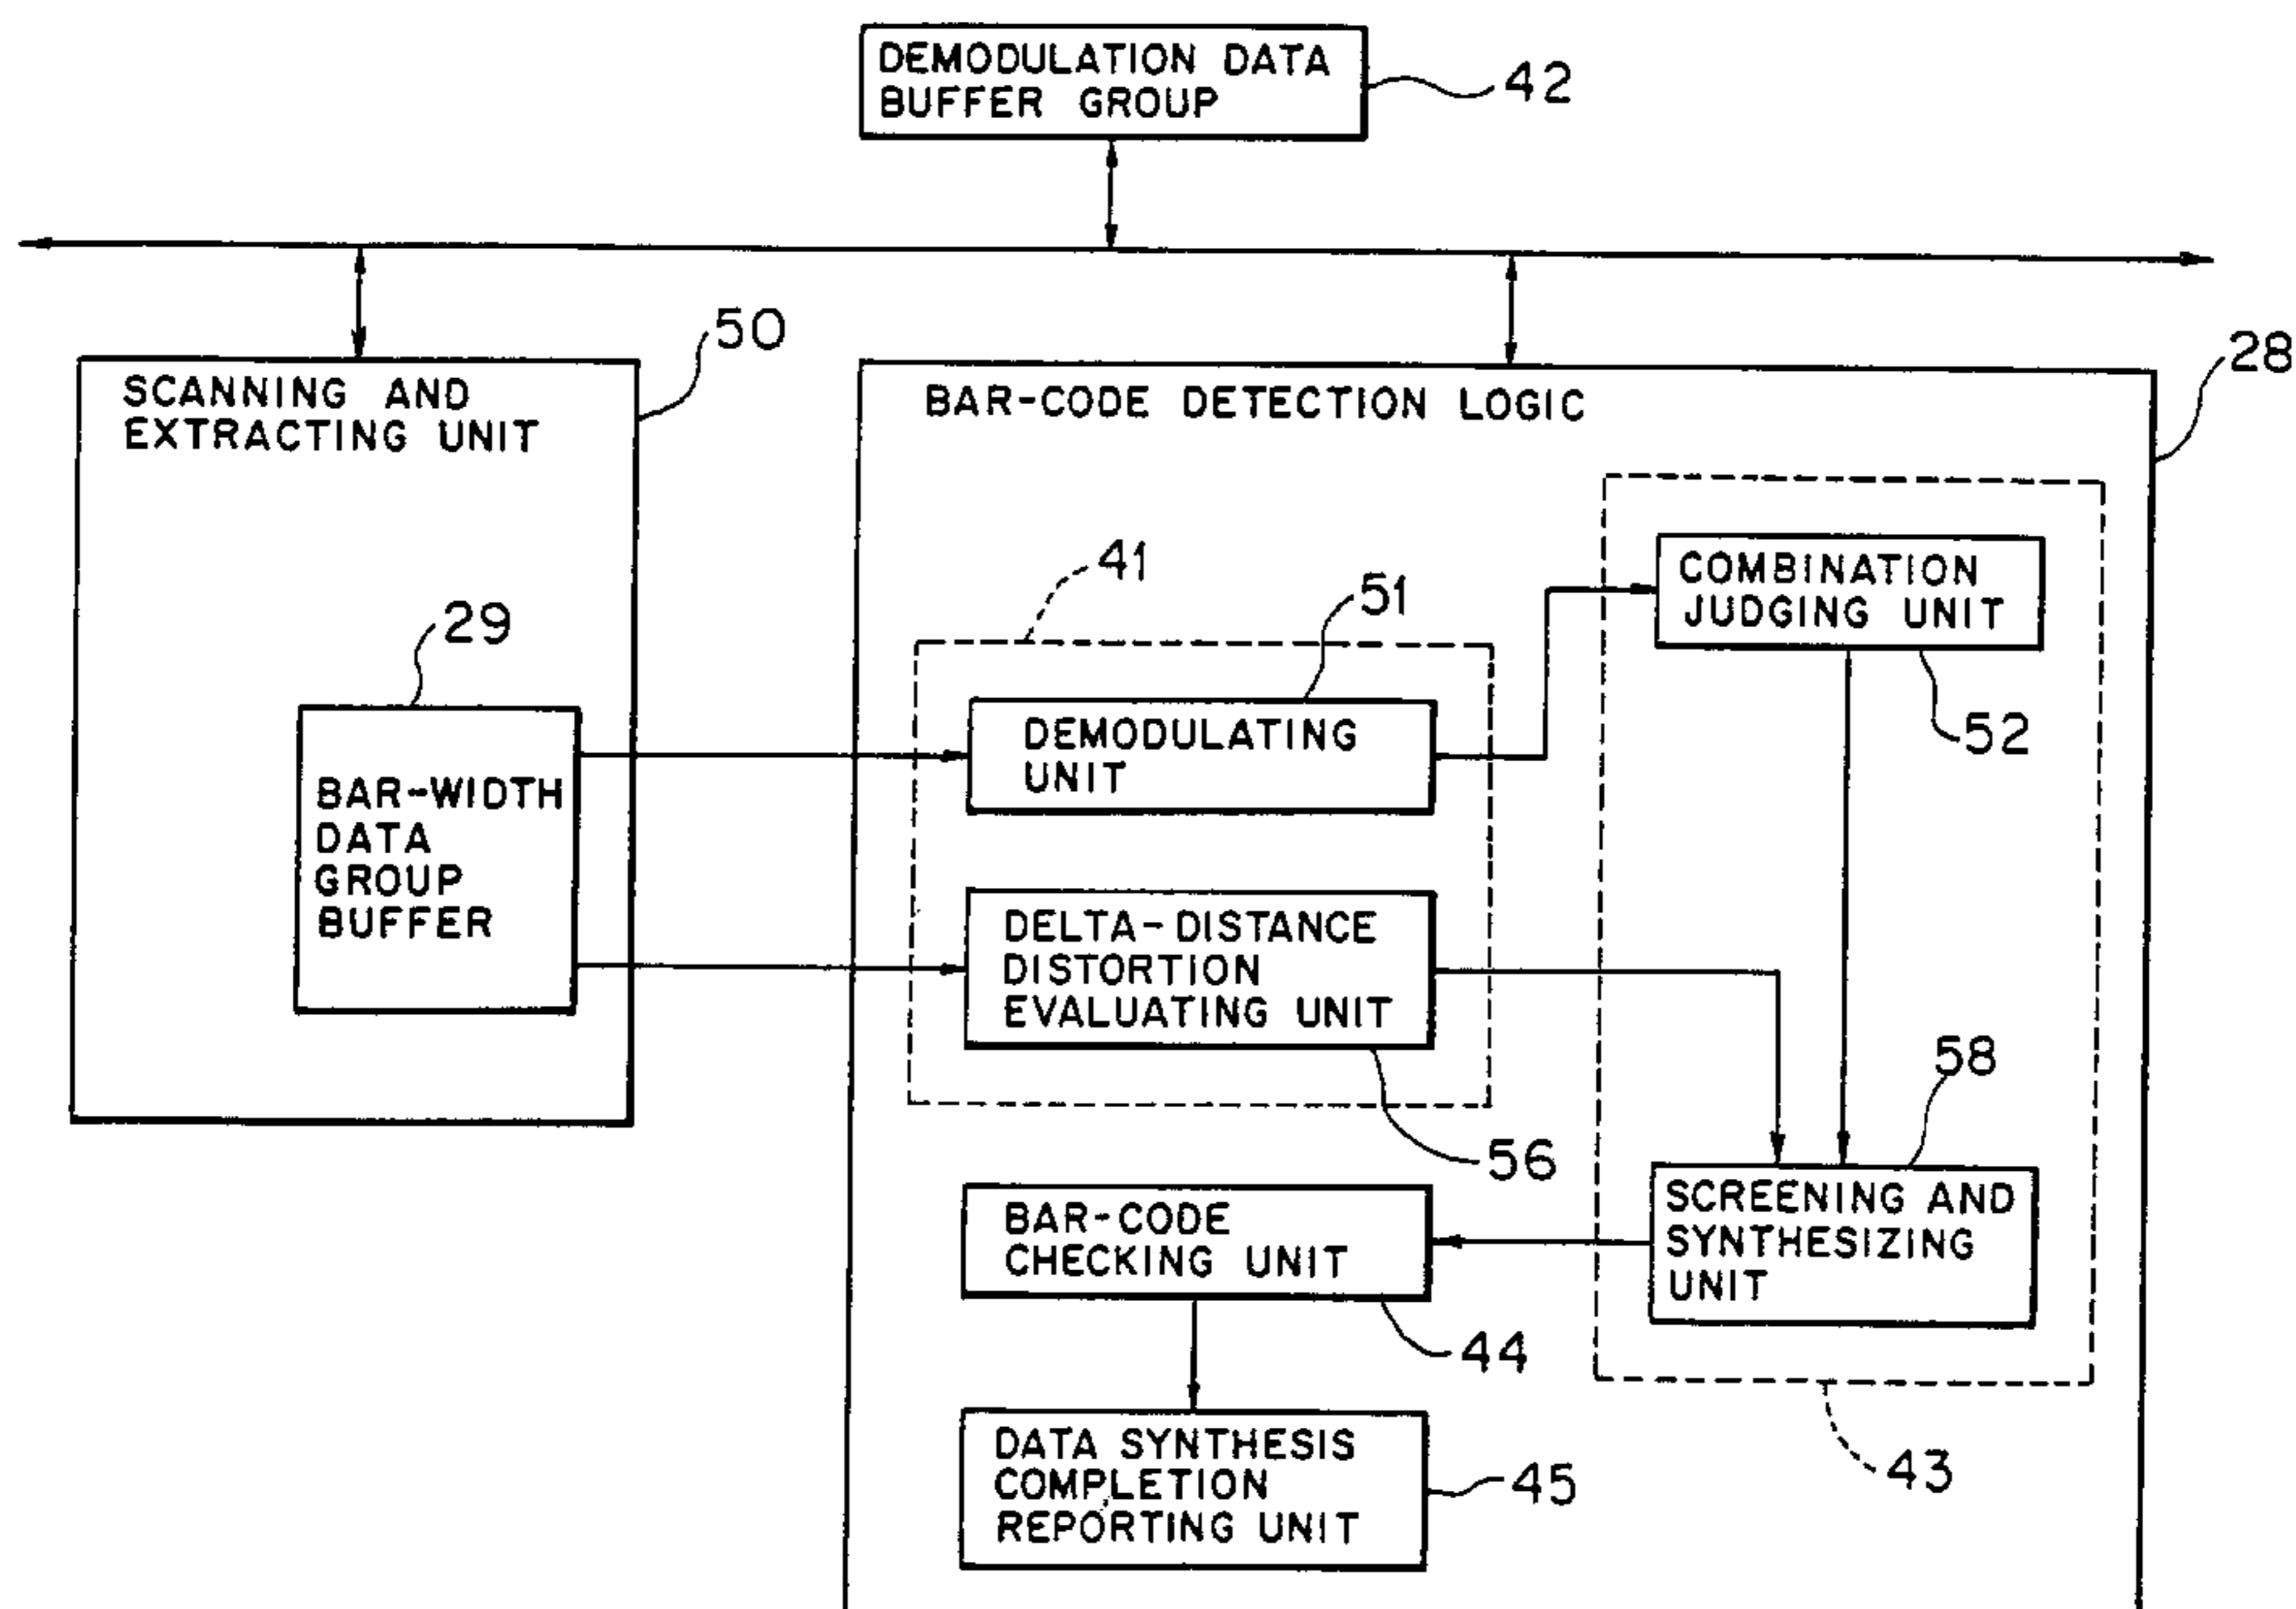 DEMODULATION DATA
BUFFER GROUP
42
50
28
SCANNING AND
EXTRACTING UNIT
BAR-CODE DETECTION LOGIC
41
51
COMBINATION
JUDGING UNIT
29
52
DEMODULATING
UNIT
BAR-WIDTH
DATA
GROUP
BUFFER
DELTA-DISTANCE
DISTORTION
EVALUATING UNIT
58
56
SCREENING AND
SYNTHESIZING
UNIT
BAR-CODE
CHECKING UNIT
44
DATA SYNTHESIS
COMPLETION
REPORTING UNIT
45
43